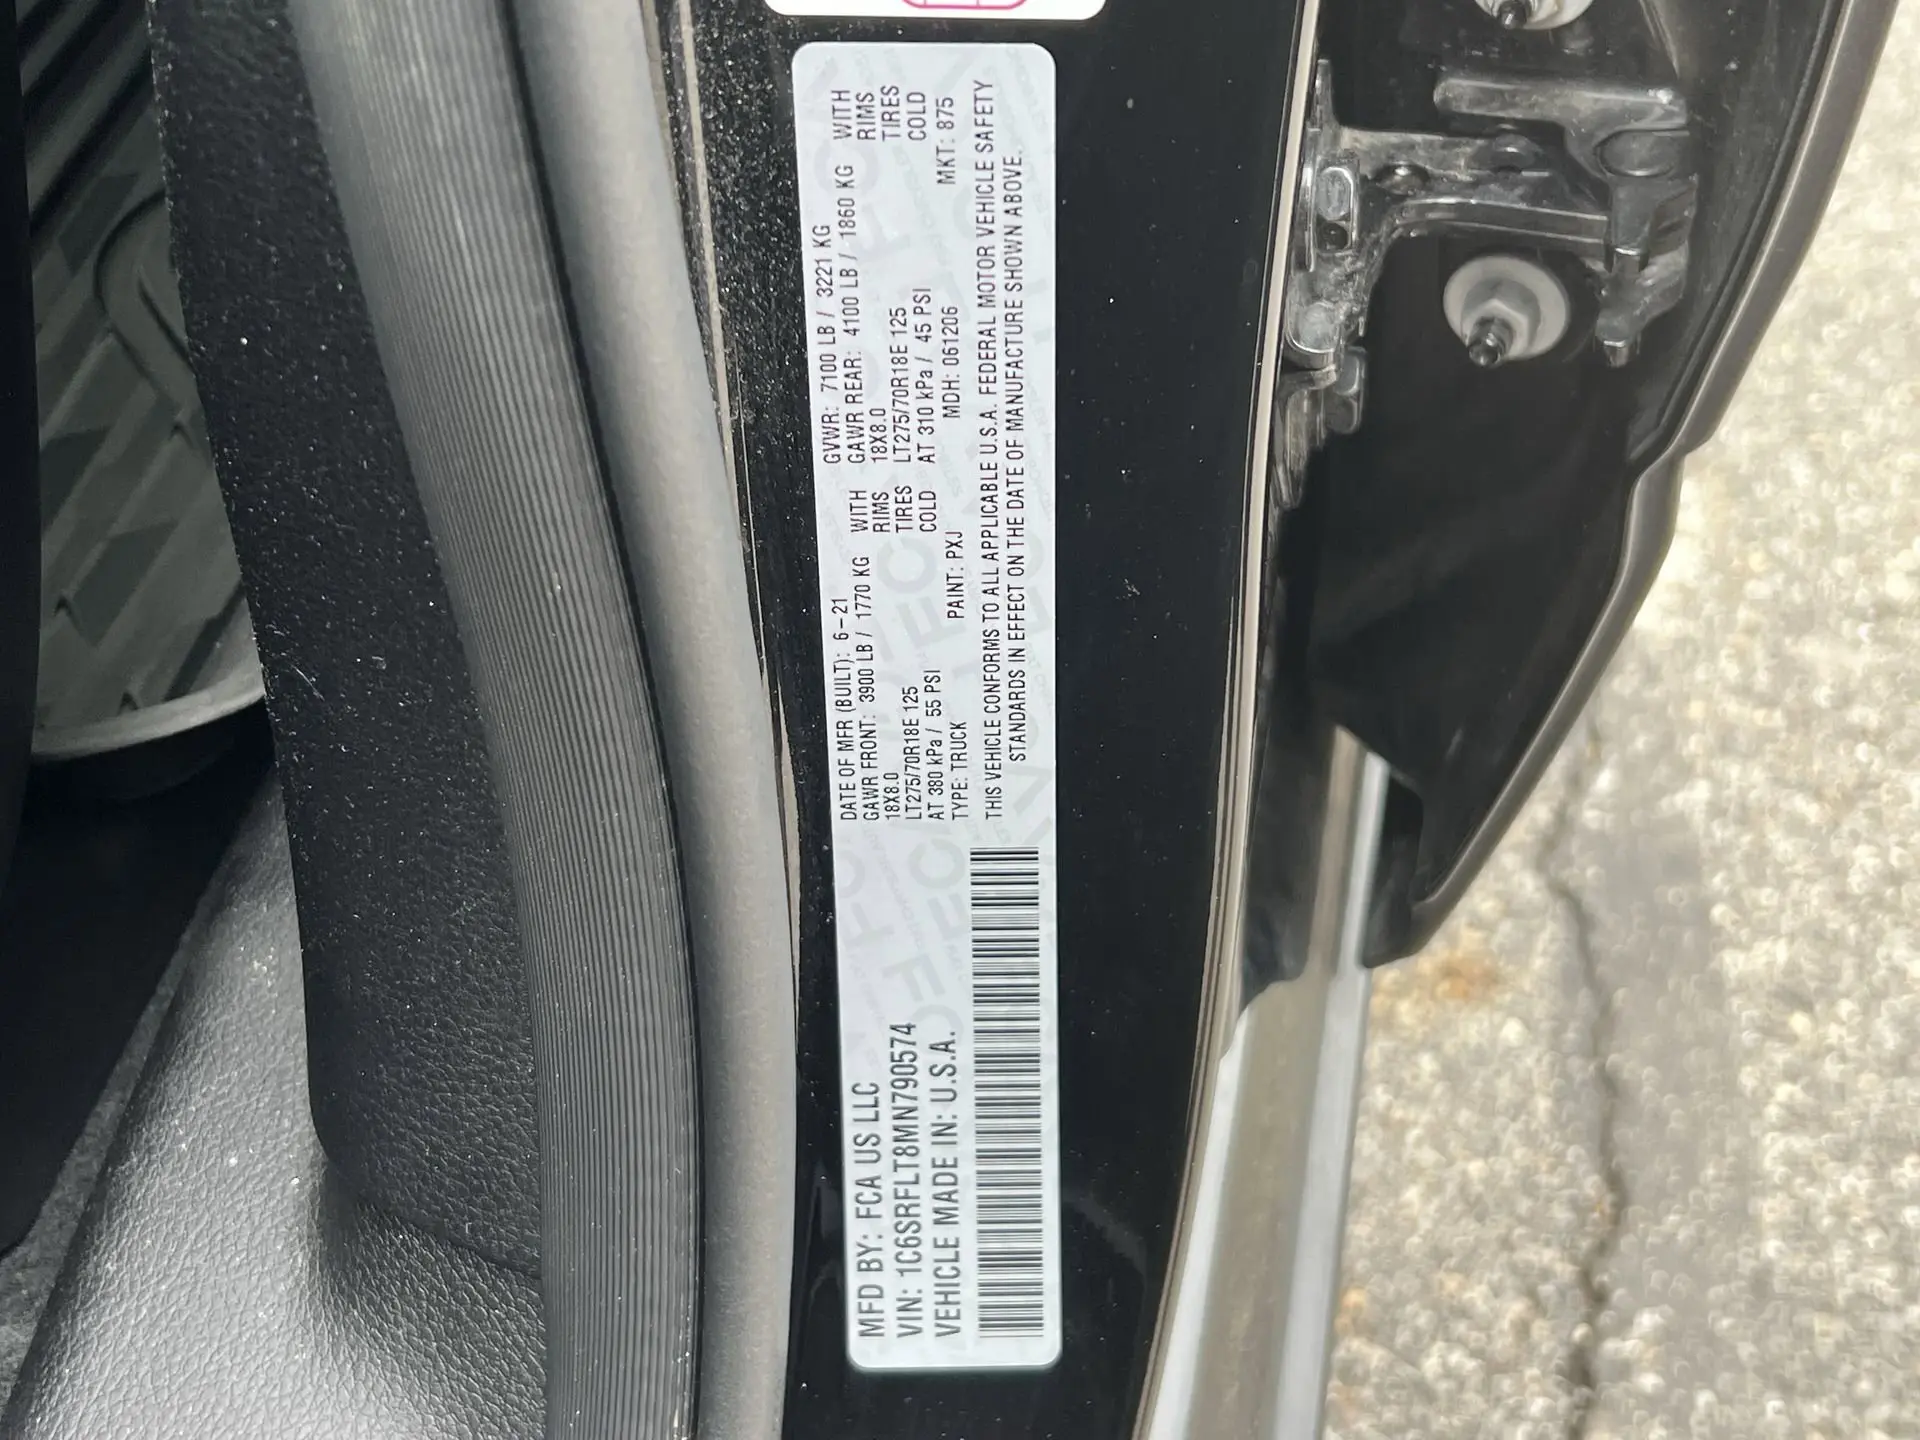 MFD BY: FCA US LLC
VIN: 1C6SRFLT8MN790574
VEHICLE MADE IN: U.S.A.
DATE OF MFR (BUILT): 6-21 GVWR: 7100 LB / 3221 KG
GAWR FRONT: 3900 LB / 1770 KG WITH GAWR REAR: 4100 LB / 1860 KG WITH
18X8.0 RIMS 18X8.0 RIMS
LT275/70R18E 125 TIRES LT275/70R18E 125 TIRES
AT 380 kPa / 55 PSI COLD AT 310 kPa / 45 PSI COLD
TYPE: TRUCK PAINT: PXJ MDH: 061206 MKT: 875
THIS VEHICLE CONFORMS TO ALL APPLICABLE U.S.A. FEDERAL MOTOR VEHICLE SAFETY
STANDARDS IN EFFECT ON THE DATE OF MANUFACTURE SHOWN ABOVE.